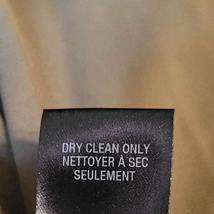 DRY CLEAN ONLY
NETTOYER À SEC
SEULEMENT